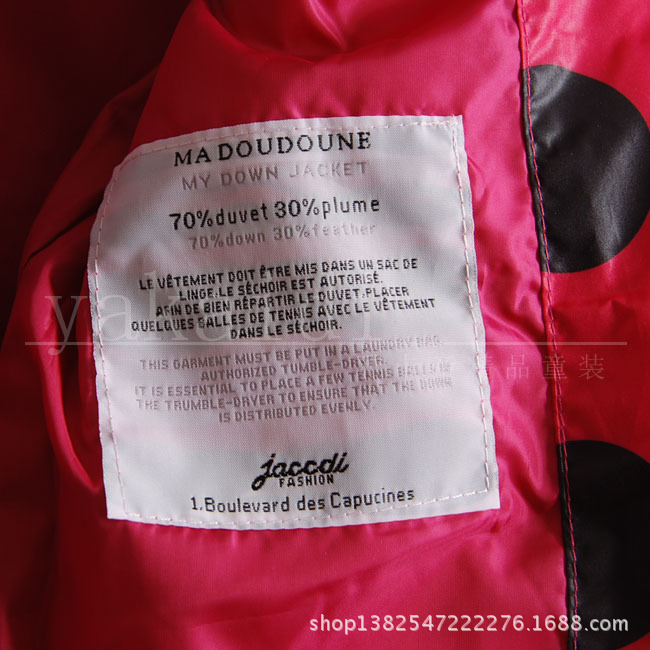 MA DOUDOUNE
MY DOWN JACKET
70%duvet 30%plume
70%down 30%feather
LE VÊTEMENT DOIT ÊTRE MIS DANS UN SAC DE
LINGE.LE SÉCHOIR EST AUTORISÉ.
AFIN DE BIEN RÉPARTIR LE DUVET.PLACER
QUELQUES BALLES DE TENNIS AVEC LE VÊTEMENT
DANS LE SÉCHOIR.
THIS GARMENT MUST BE PUT IN A LAUNDRY BAG.
AUTHORIZED TUMBLE-DRYER.
IT IS ESSENTIAL TO PLACE A FEW TENNIS BALLS IN
THE TRUMBLE-DRYER TO ENSURE THAT THE DOWN
IS DISTRIBUTED EVENLY.
jaccdi
FASHION
1.Boulevard des Capucines
品童装
shop1382547222276.1688.com